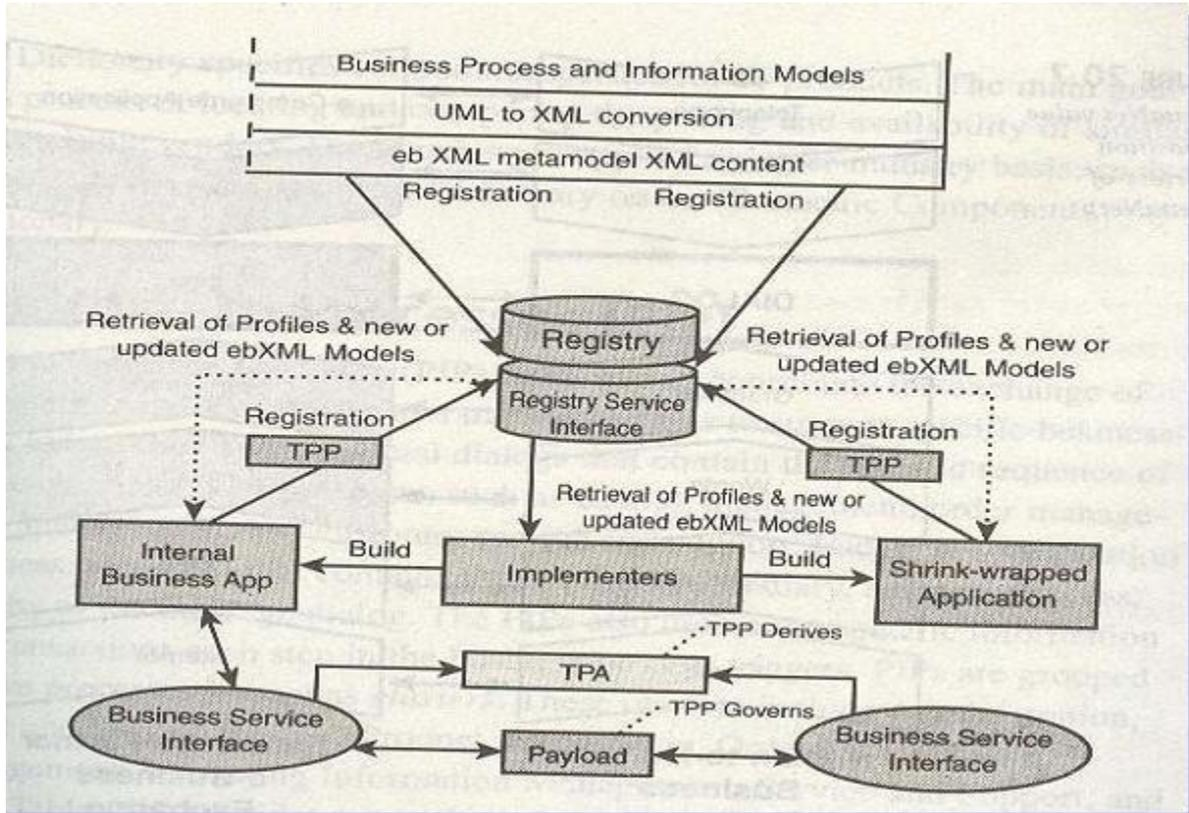 Business Process and Information Models
UML to XML conversion
eb XML metamodel XML content
Registration
Registration
Registry
Retrieval of Profiles & new or
updated ebXML Models
Retrieval of Profiles & new or
updated ebXML Models
Registry Service
Interface
Registration
TPP
Registration
TPP
Retrieval of Profiles & new or
updated ebXML Models
Internal
Business App
Build
Implementers
Build
Shrink-wrapped
Application
TPP Derives
TPA
TPP Governs
Business Service
Interface
Payload
Business Service
Interface